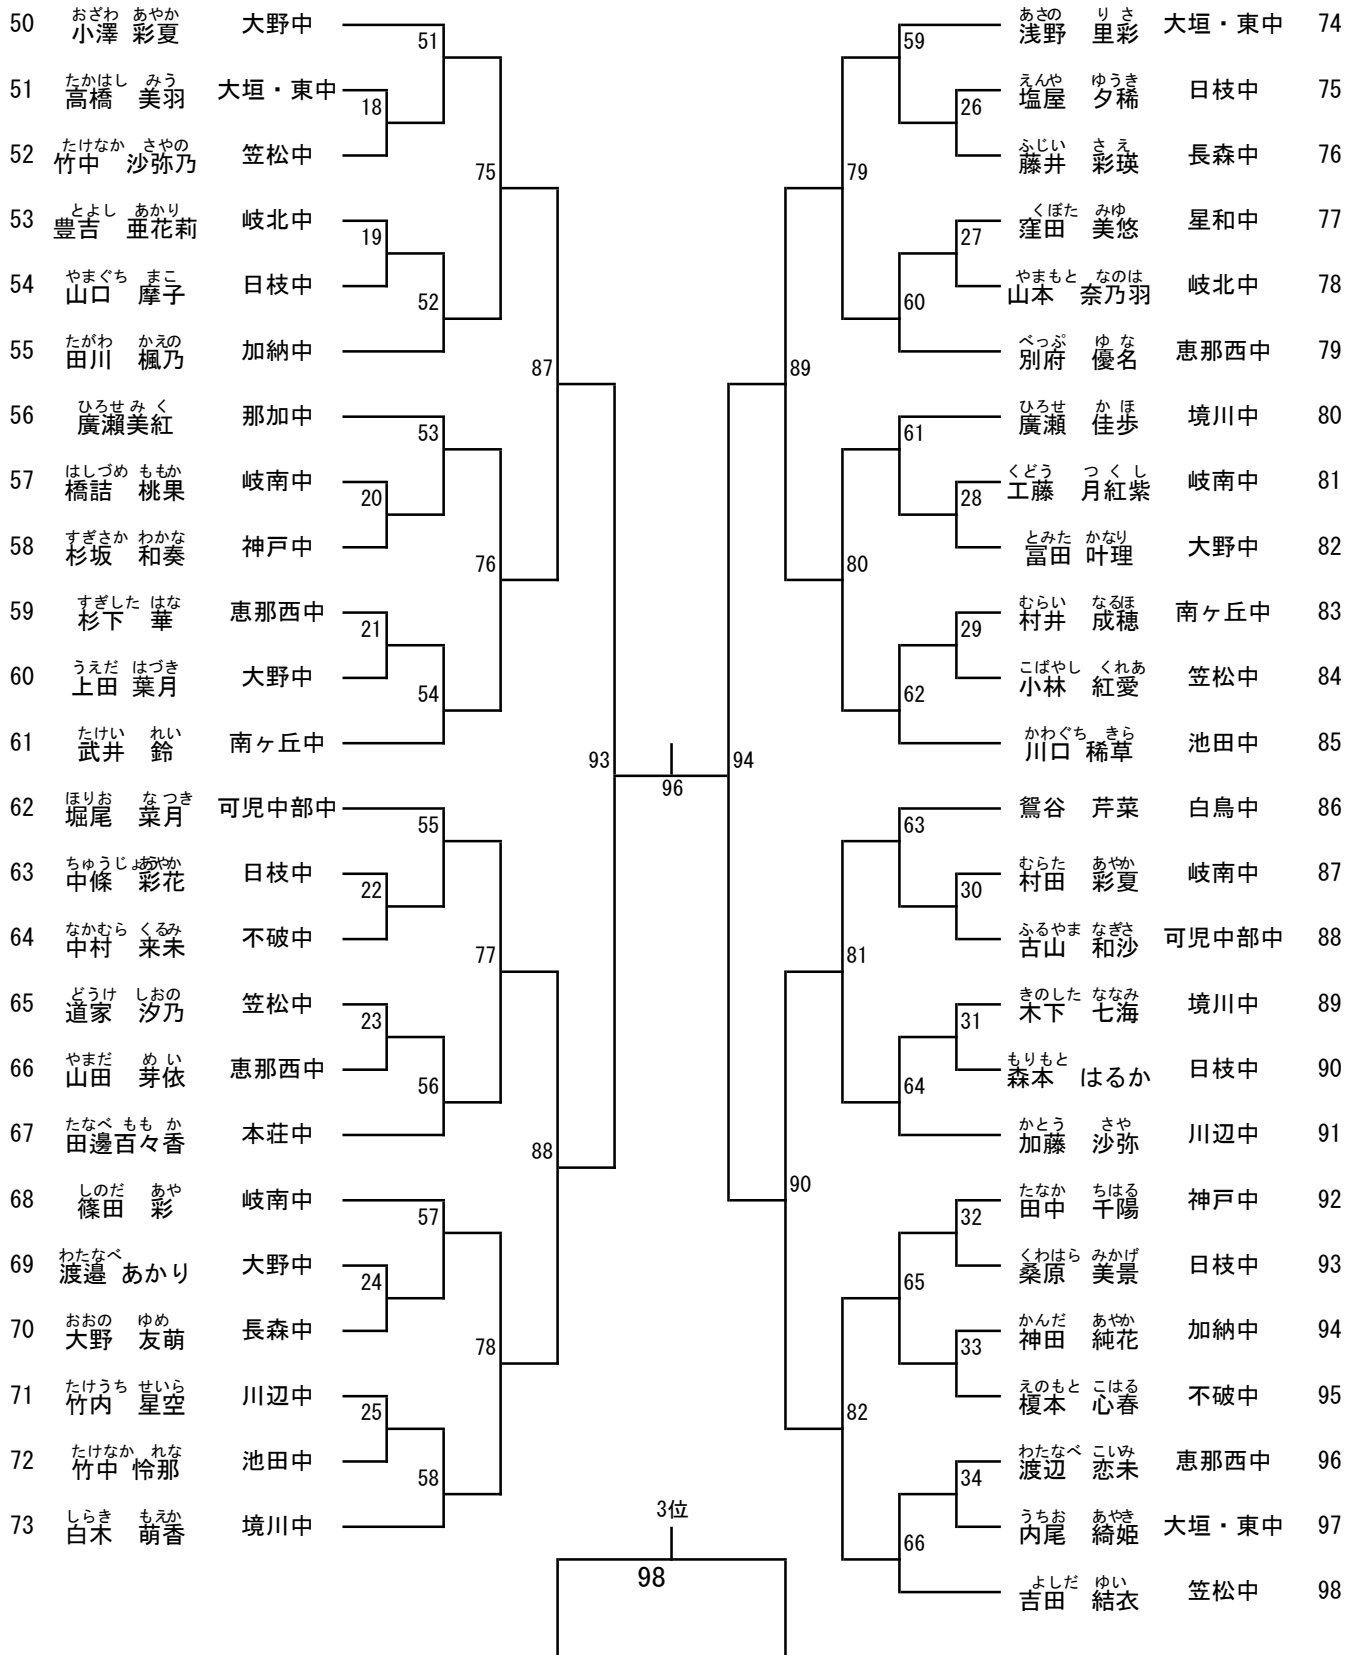 50 おざわ あやか 小澤 彩夏 大野中
51 たかはし みう 高橋 美羽 大垣・東中
52 たけなか さやの 竹中 沙弥乃 笠松中
53 とよし あかり 豊吉 亜花莉 岐北中
54 やまぐち まこ 山口 摩子 日枝中
55 たがわ かえの 田川 楓乃 加納中
56 ひろせ み く 廣瀨美紅 那加中
57 はしづめ ももか 橋詰 桃果 岐南中
58 すぎさか わかな 杉坂 和奏 神戸中
59 すぎした はな 杉下 華 恵那西中
60 うえだ はづき 上田 葉月 大野中
61 たけい れい 武井 鈴 南ヶ丘中
62 ほりお な つき 堀尾 菜月 可児中部中
63 ちゅうじょう あやか 中條 彩花 日枝中
64 なかむら くるみ 中村 来未 不破中
65 どうけ しおの 道家 汐乃 笠松中
66 やまだ め い 山田 芽依 恵那西中
67 たなべ もも か 田邊百々香 本荘中
68 しのだ あや 篠田 彩 岐南中
69 わたなべ 渡邉 あかり 大野中
70 おおの ゆめ 大野 友萌 長森中
71 たけうち せいら 竹内 星空 川辺中
72 たけなか れな 竹中 怜那 池田中
73 しらき もえか 白木 萌香 境川中
51
18
75
19
52
87
53
20
76
21
54
93
55
22
77
23
56
88
57
24
78
25
58
96
3位
98
94
59
26
79
27
60
89
61
28
80
29
62
63
30
81
31
64
90
32
65
33
82
34
66
あさの り さ 浅野 里彩 大垣・東中 74
えんや ゆうき 塩屋 夕稀 日枝中 75
ふじい さ え 藤井 彩瑛 長森中 76
くぼた みゆ 窪田 美悠 星和中 77
やまもと なのは 山本 奈乃羽 岐北中 78
べっぷ ゆ な 別府 優名 恵那西中 79
ひろせ か ほ 廣瀬 佳歩 境川中 80
くどう つ く し 工藤 月紅紫 岐南中 81
とみた かなり 冨田 叶理 大野中 82
むらい なるほ 村井 成穂 南ヶ丘中 83
こばやし くれあ 小林 紅愛 笠松中 84
かわぐち きら 川口 稀草 池田中 85
鴛谷 芹菜 白鳥中 86
むらた あやか 村田 彩夏 岐南中 87
ふるやま なぎさ 古山 和沙 可児中部中 88
きのした ななみ 木下 七海 境川中 89
もりもと 森本 はるか 日枝中 90
かとう さや 加藤 沙弥 川辺中 91
たなか ちはる 田中 千陽 神戸中 92
くわはら みかげ 桑原 美景 日枝中 93
かんだ あやか 神田 純花 加納中 94
えのもと こはる 榎本 心春 不破中 95
わたなべ こいみ 渡辺 恋未 恵那西中 96
うちお あやき 内尾 綺姫 大垣・東中 97
よしだ ゆい 吉田 結衣 笠松中 98